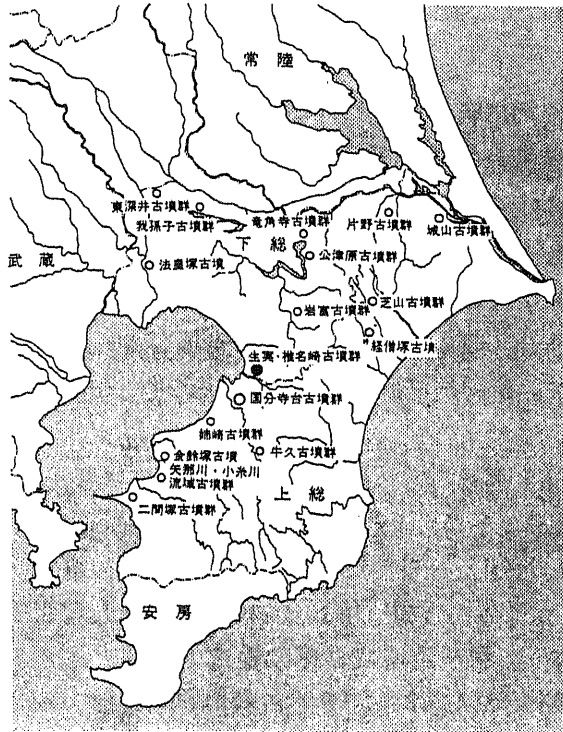 常陸
東深井古墳群
我孫子古墳群
竜角寺古墳群
片野古墳群
城山古墳群
下総
公津原古墳群
武蔵
法皇塚古墳
岩富古墳群
芝山古墳群
経僧塚古墳
生実・椎名崎古墳群
国分寺台古墳群
姉崎古墳群
金鈴塚古墳
牛久古墳群
矢那川・小糸川
流域古墳群
上総
二間塚古墳群
安房